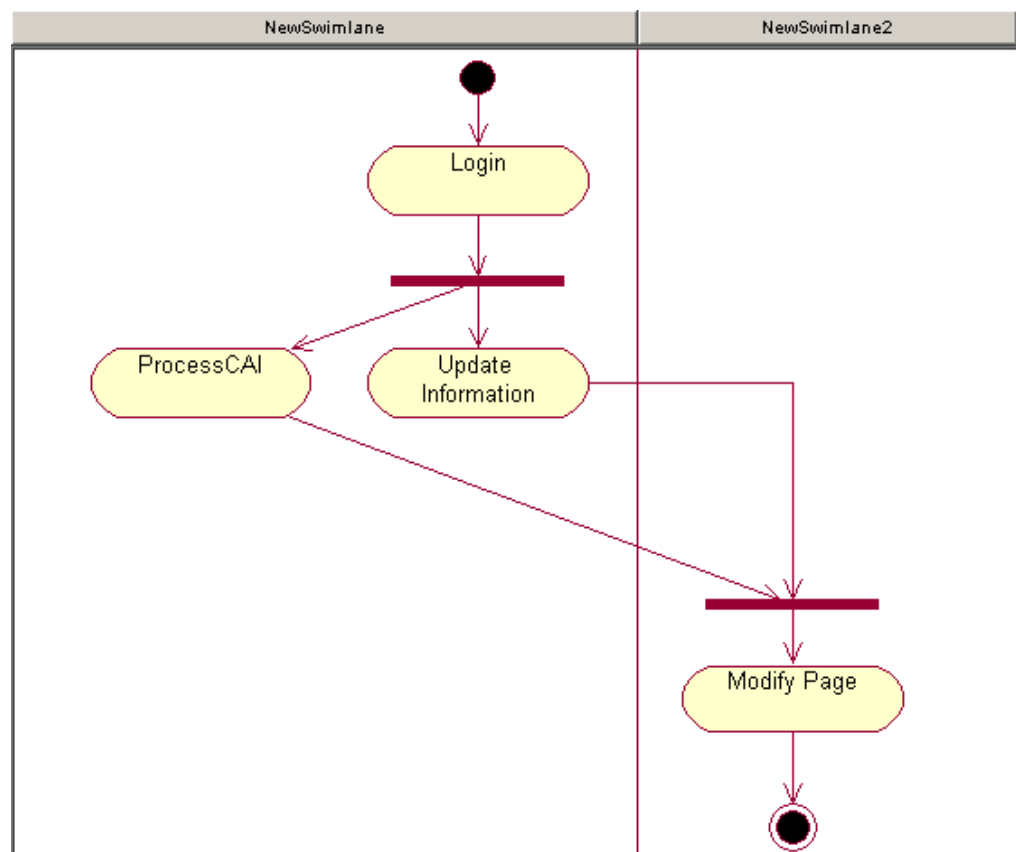 NewSwimlane
NewSwimlane2
Login
ProcessCAI
Update
Information
Modify Page